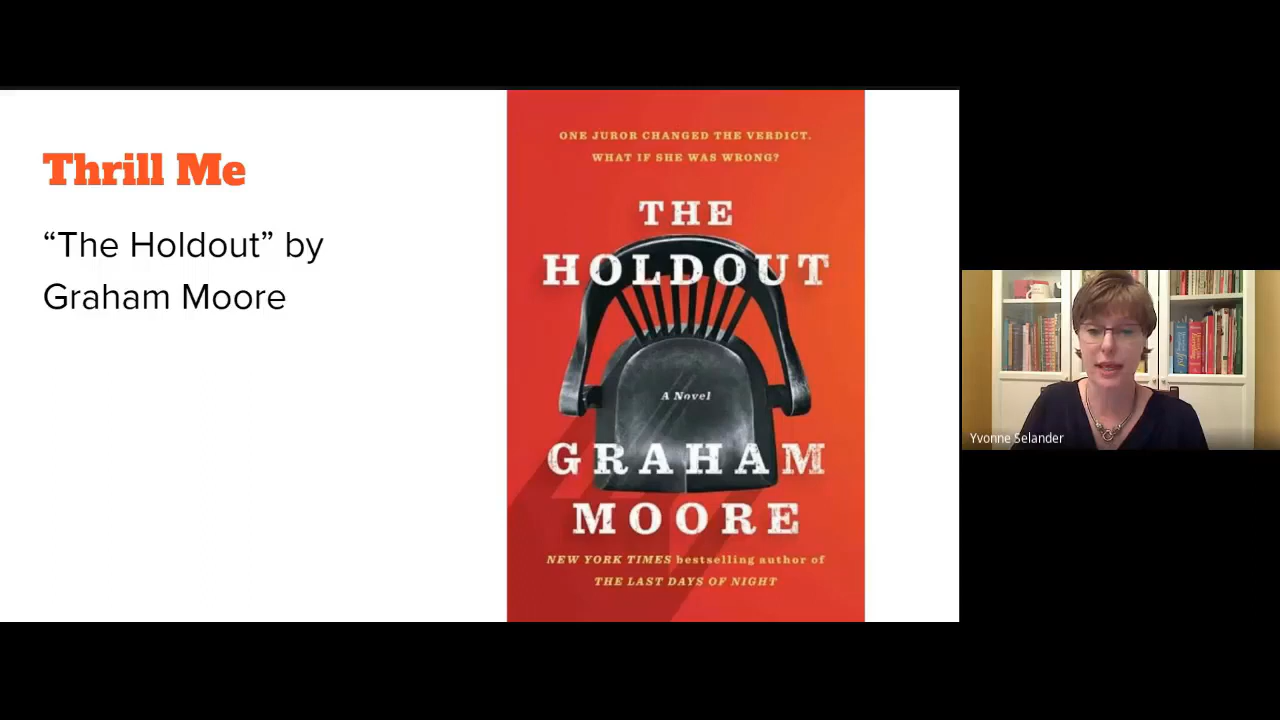 Thrill Me
“The Holdout” by
Graham Moore
ONE JUROR CHANGED THE VERDICT.
WHAT IF SHE WAS WRONG?
THE
HOLDOUT
A Novel
GRAHAM
MOORE
NEW YORK TIMES bestselling author of
THE LAST DAYS OF NIGHT
Yvonne Selander